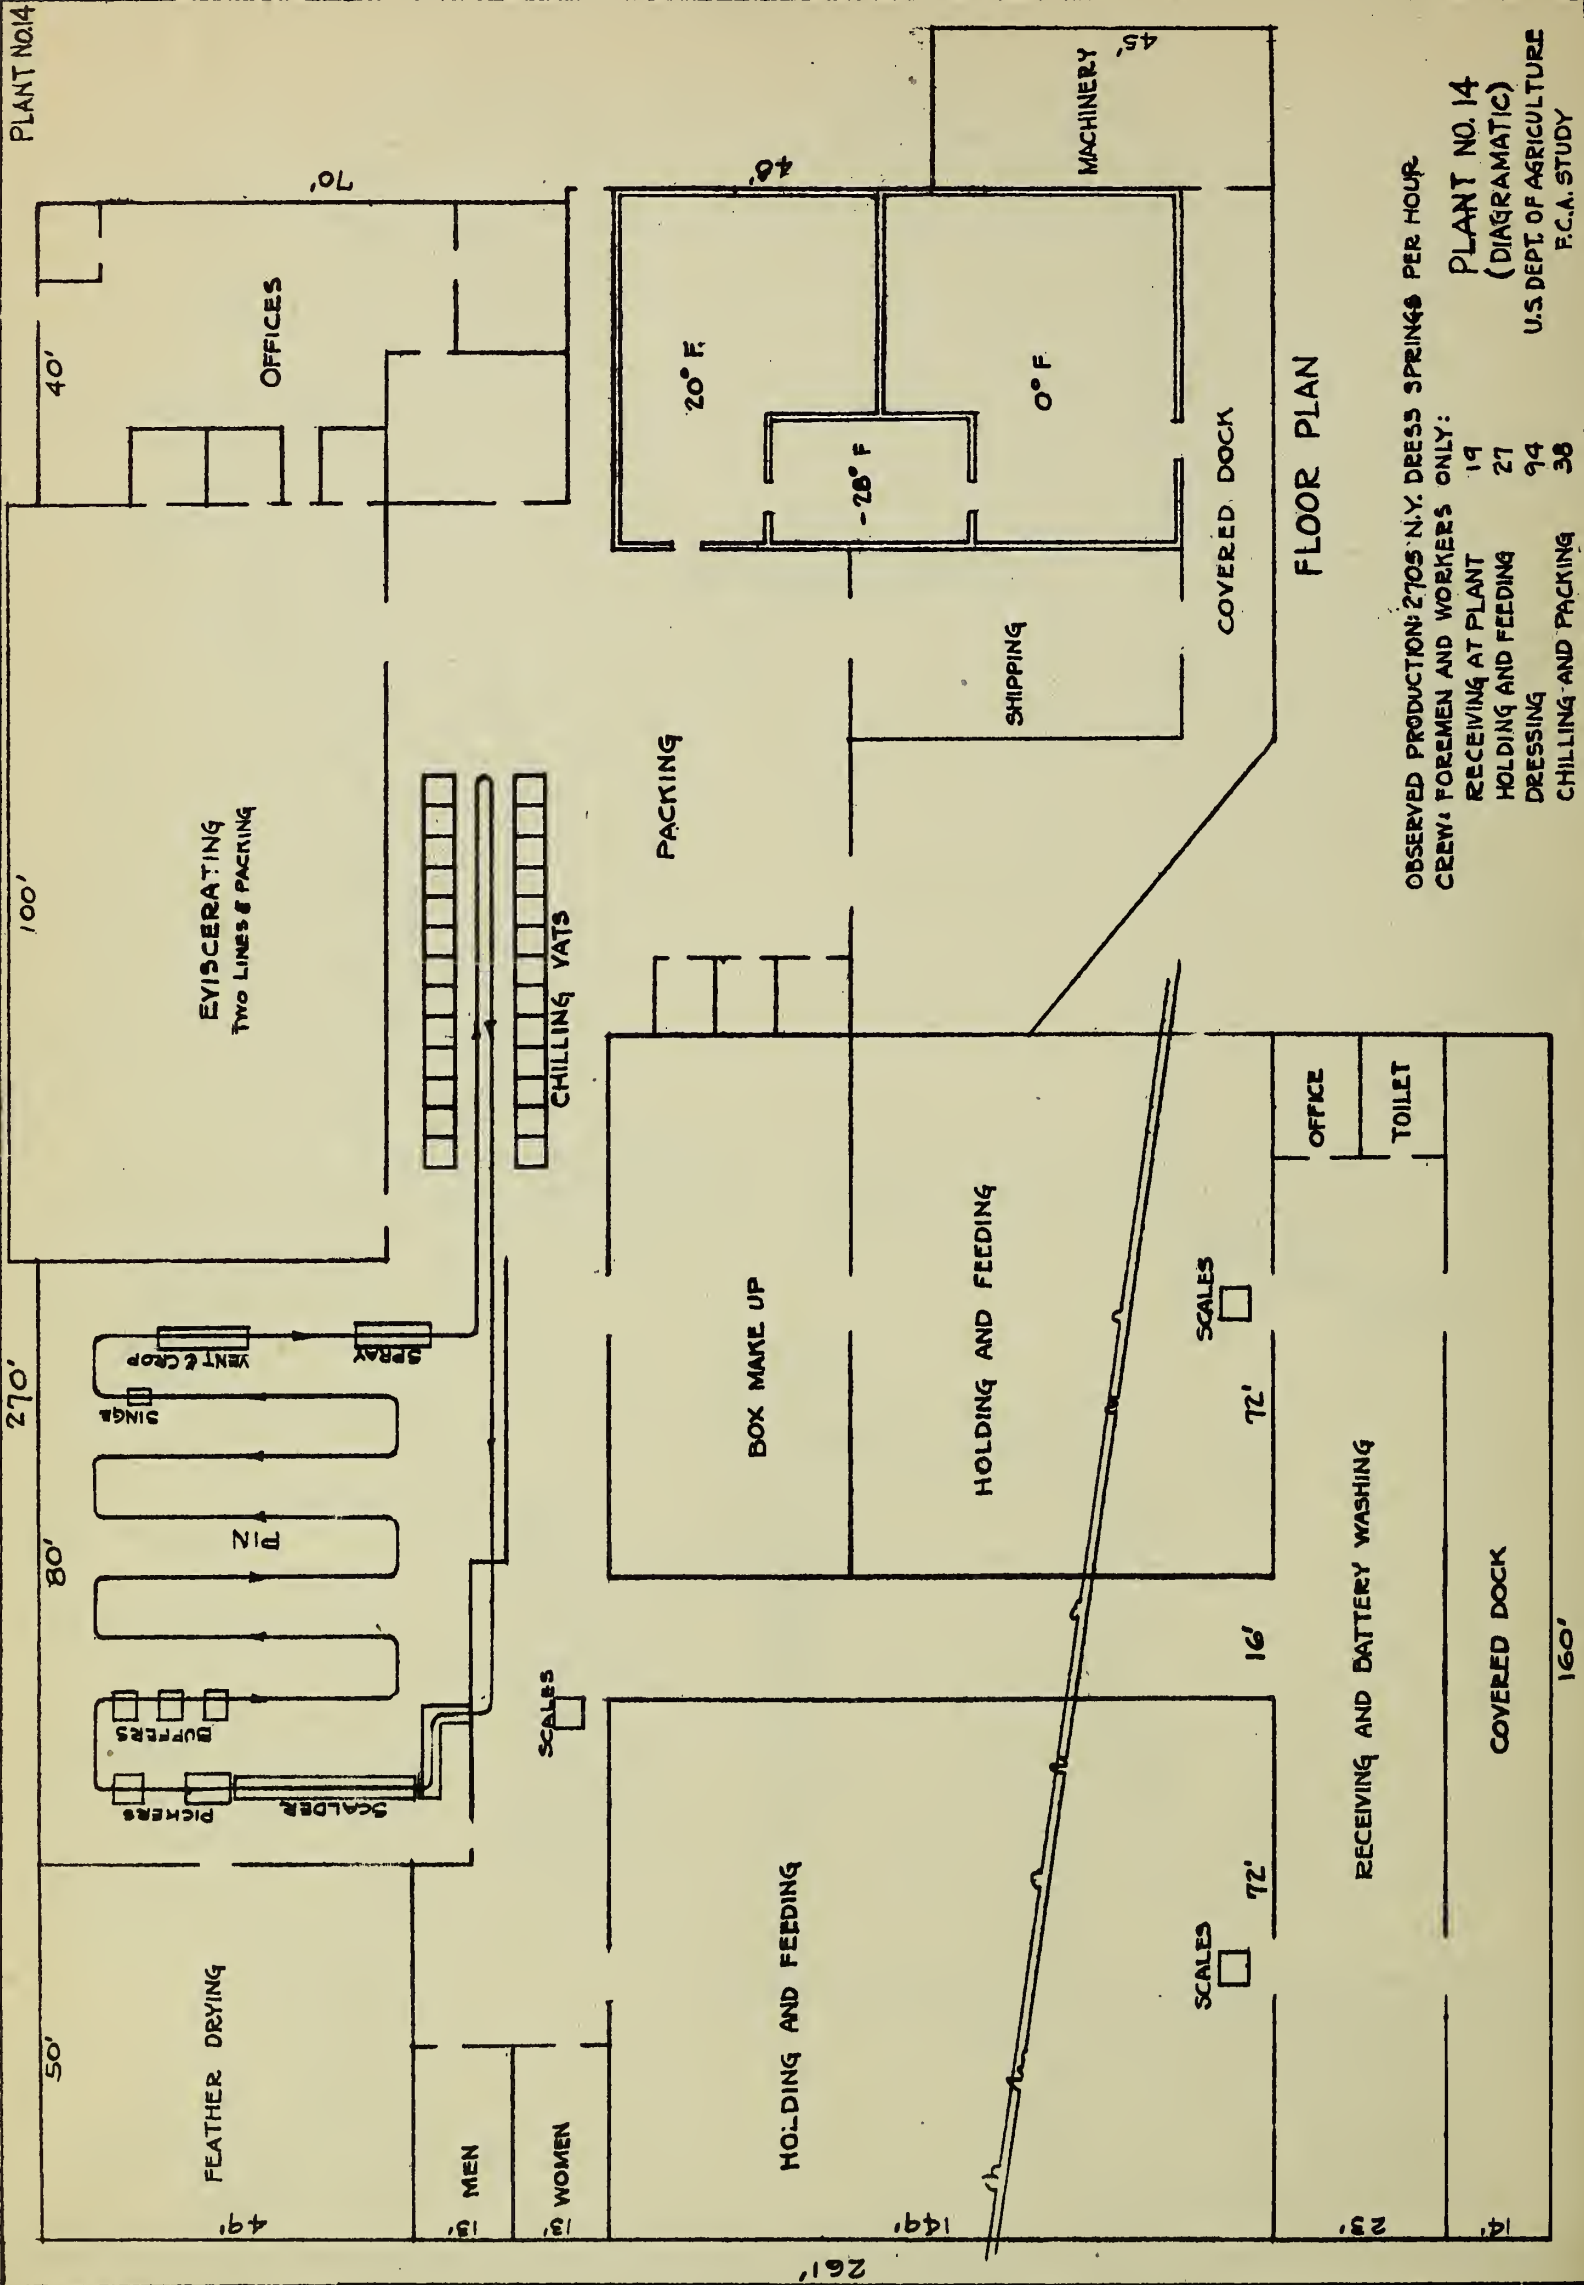 PLANT NO.14
270'
50'
80'
100'
40'
FEATHER DRYING
49'
MEN
13'
WOMEN
13'
PICKERS
SCALDER
BUFFERS
PIN
SINGE
VENT & CROP
SPRAY
EVISCERATING
TWO LINES & PACKING
OFFICES
70'
CHILLING VATS
SCALES
PACKING
HOLDING AND FEEDING
149'
261'
BOX MAKE UP
HOLDING AND FEEDING
20° F.
-28° F
0° F
SHIPPING
MACHINERY
45'
COVERED DOCK
SCALES
72'
16'
SCALES
72'
OFFICE
TOILET
RECEIVING AND BATTERY WASHING
23'
COVERED DOCK
14'
160'
FLOOR PLAN
OBSERVED PRODUCTION: 2705 N.Y. DRESS SPRINGS PER HOUR
CREW: FOREMEN AND WORKERS ONLY:
RECEIVING AT PLANT 19
HOLDING AND FEEDING 27
DRESSING 94
CHILLING AND PACKING 38
PLANT NO. 14
(DIAGRAMATIC)
U.S. DEPT. OF AGRICULTURE
F.C.A. STUDY